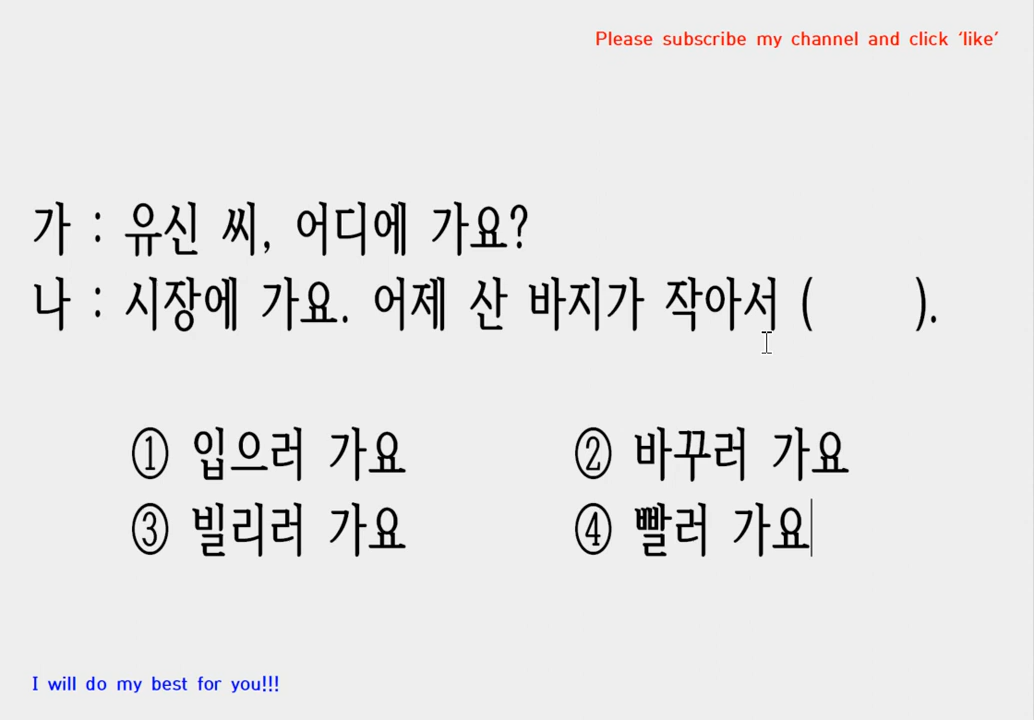 Please subscribe my channel and click ‘like’
가 : 유신 씨, 어디에 가요?
나 : 시장에 가요. 어제 산 바지가 작아서 (      ).
① 입으러 가요 ② 바꾸러 가요
③ 빌리러 가요 ④ 빨러 가요
I will do my best for you!!!